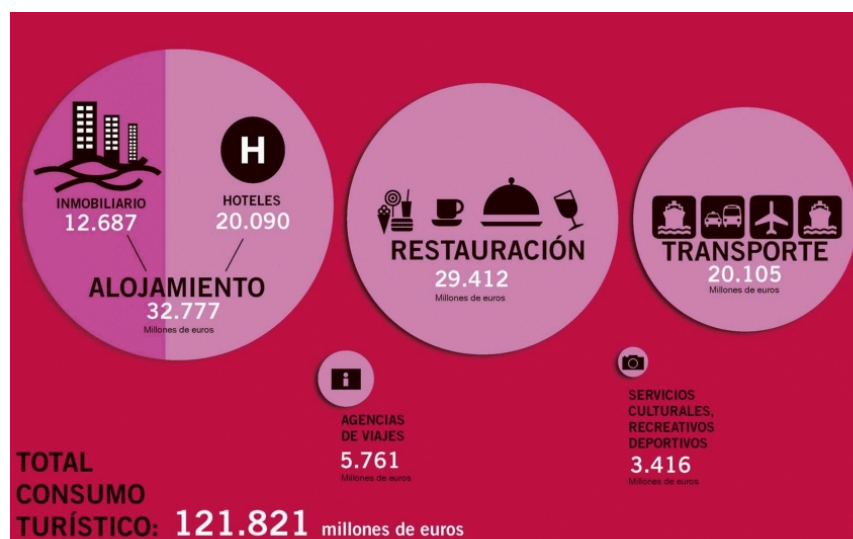 H
INMOBILIARIO
12.687
HOTELES
20.090
ALOJAMIENTO
32.777
Millones de euros
RESTAURACIÓN
29.412
Millones de euros
TRANSPORTE
20.105
Millones de euros
i
AGENCIAS
DE VIAJES
5.761
Millones de euros
SERVICIOS
CULTURALES,
RECREATIVOS
DEPORTIVOS
3.416
Millones de euros
TOTAL
CONSUMO
TURÍSTICO: 121.821 millones de euros